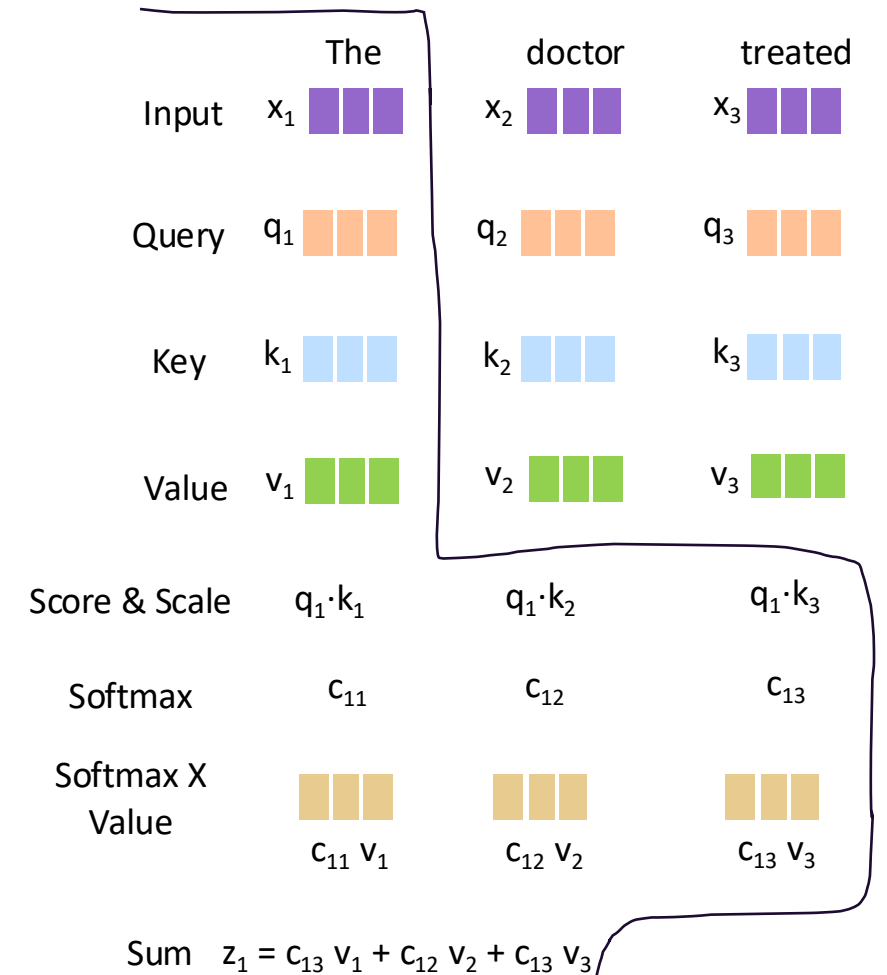 The doctor treated
Input x₁ x₂ x₃
Query q₁ q₂ q₃
Key k₁ k₂ k₃
Value v₁ v₂ v₃
Score & Scale q₁·k₁ q₁·k₂ q₁·k₃
Softmax c₁₁ c₁₂ c₁₃
Softmax X
Value
c₁₁ v₁ c₁₂ v₂ c₁₃ v₃
Sum z₁ = c₁₃ v₁ + c₁₂ v₂ + c₁₃ v₃